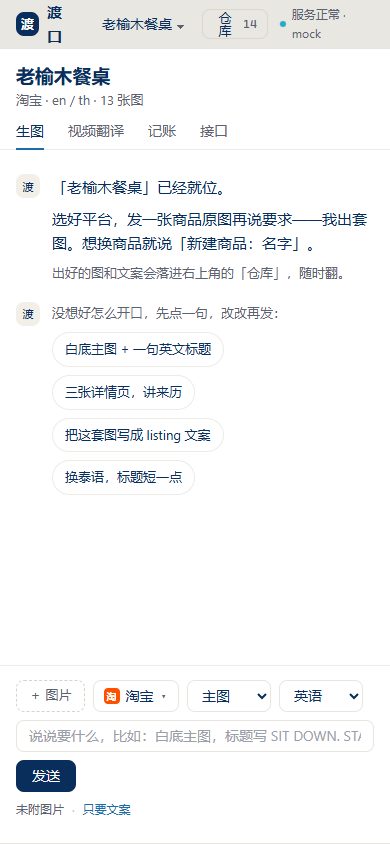 渡 渡口 老榆木餐桌 仓库 14 服务正常 · mock
老榆木餐桌
淘宝 · en / th · 13 张图
生图 视频翻译 记账 接口
渡 「老榆木餐桌」已经就位。
选好平台，发一张商品原图再说要求——我出套
图。想换商品就说「新建商品：名字」。
出好的图和文案会落进右上角的「仓库」，随时翻。
渡 没想好怎么开口，先点一句，改改再发：
白底主图 + 一句英文标题
三张详情页，讲来历
把这套图写成 listing 文案
换泰语，标题短一点
+ 图片 淘 淘宝 主图 英语
说说要什么，比如：白底主图，标题写 SIT DOWN. STA
发送
未附图片 · 只要文案